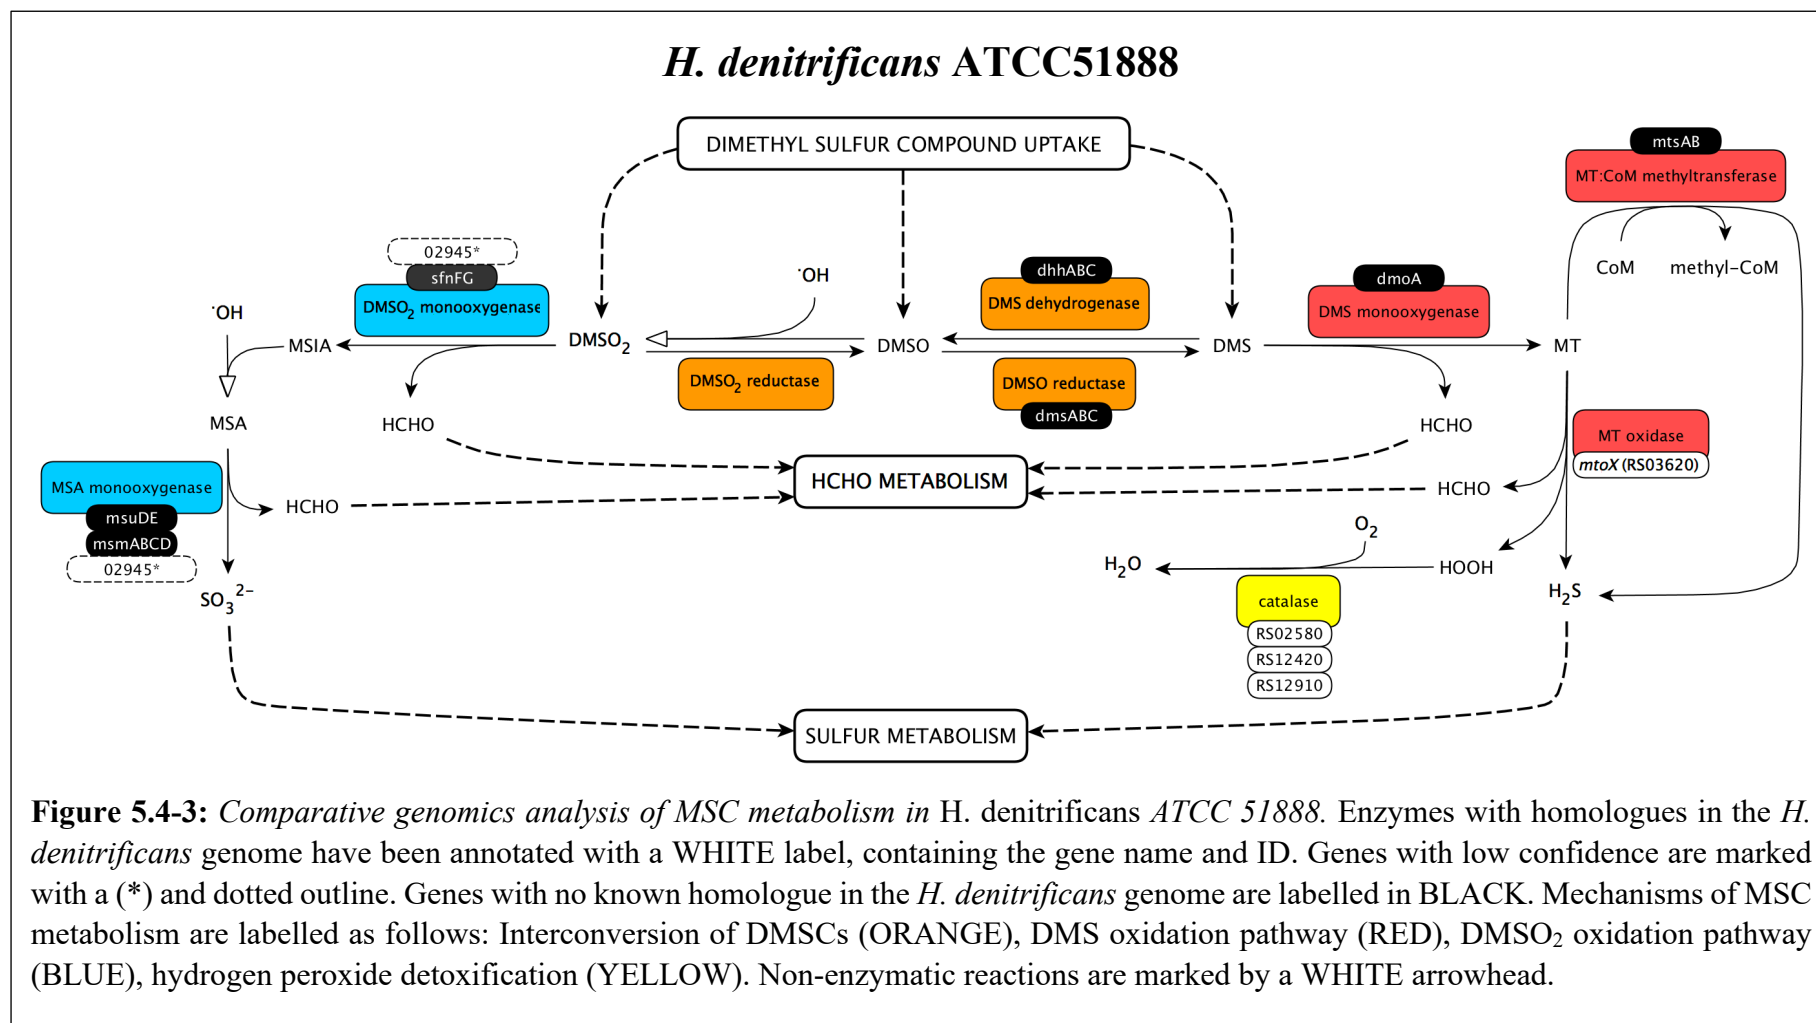 H. denitrificans ATCC51888
DIMETHYL SULFUR COMPOUND UPTAKE
mtsAB
MT:CoM methyltransferase
CoM
methyl-CoM
02945*
sfnFG
DMSO2 monooxygenase
·OH
dhhABC
DMS dehydrogenase
dmoA
DMS monooxygenase
·OH
MSIA
DMSO2
DMSO
DMS
MT
DMSO2 reductase
DMSO reductase
dmsABC
MSA
HCHO
HCHO
MT oxidase
mtoX (RS03620)
MSA monooxygenase
msuDE
msmABCD
02945*
HCHO
HCHO METABOLISM
HCHO
O2
H2O
HOOH
catalase
RS02580
RS12420
RS12910
SO3 2−
H2S
SULFUR METABOLISM
Figure 5.4-3: Comparative genomics analysis of MSC metabolism in H. denitrificans ATCC 51888. Enzymes with homologues in the H.
denitrificans genome have been annotated with a WHITE label, containing the gene name and ID. Genes with low confidence are marked
with a (*) and dotted outline. Genes with no known homologue in the H. denitrificans genome are labelled in BLACK. Mechanisms of MSC
metabolism are labelled as follows: Interconversion of DMSCs (ORANGE), DMS oxidation pathway (RED), DMSO2 oxidation pathway
(BLUE), hydrogen peroxide detoxification (YELLOW). Non-enzymatic reactions are marked by a WHITE arrowhead.